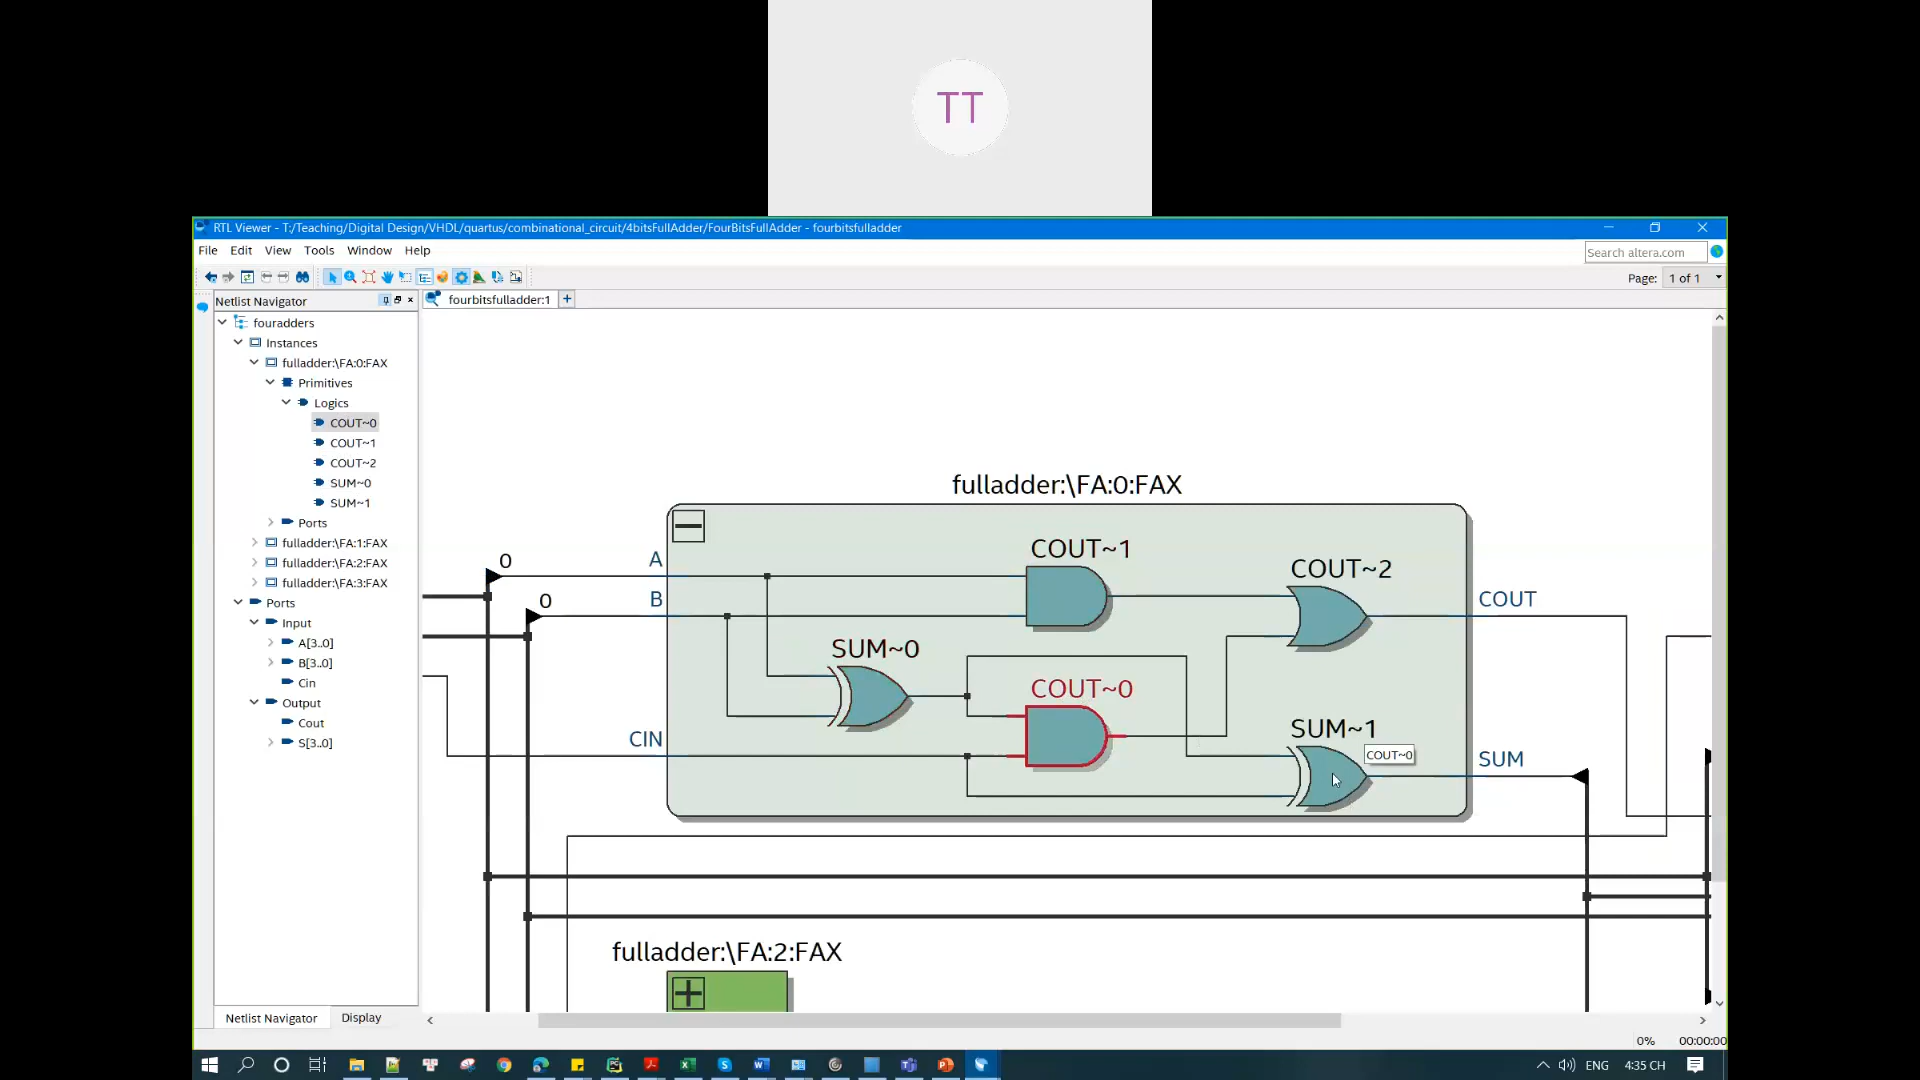 TT
RTL Viewer - T:/Teaching/Digital Design/VHDL/quartus/combinational_circuit/4bitsFullAdder/FourBitsFullAdder - fourbitsfulladder
File Edit View Tools Window Help
Search altera.com
Page: 1 of 1
Netlist Navigator
fourbitsfulladder:1
fouradders
Instances
fulladder:\FA:0:FAX
Primitives
Logics
COUT~0
COUT~1
COUT~2
SUM~0
SUM~1
Ports
fulladder:\FA:1:FAX
fulladder:\FA:2:FAX
fulladder:\FA:3:FAX
Ports
Input
A[3..0]
B[3..0]
Cin
Output
Cout
S[3..0]
Netlist Navigator Display
fulladder:\FA:0:FAX
COUT~1
0 A
COUT~2
0 B
COUT
SUM~0
COUT~0
CIN
SUM~1
COUT~0
SUM
fulladder:\FA:2:FAX
0% 00:00:00
ENG 4:35 CH